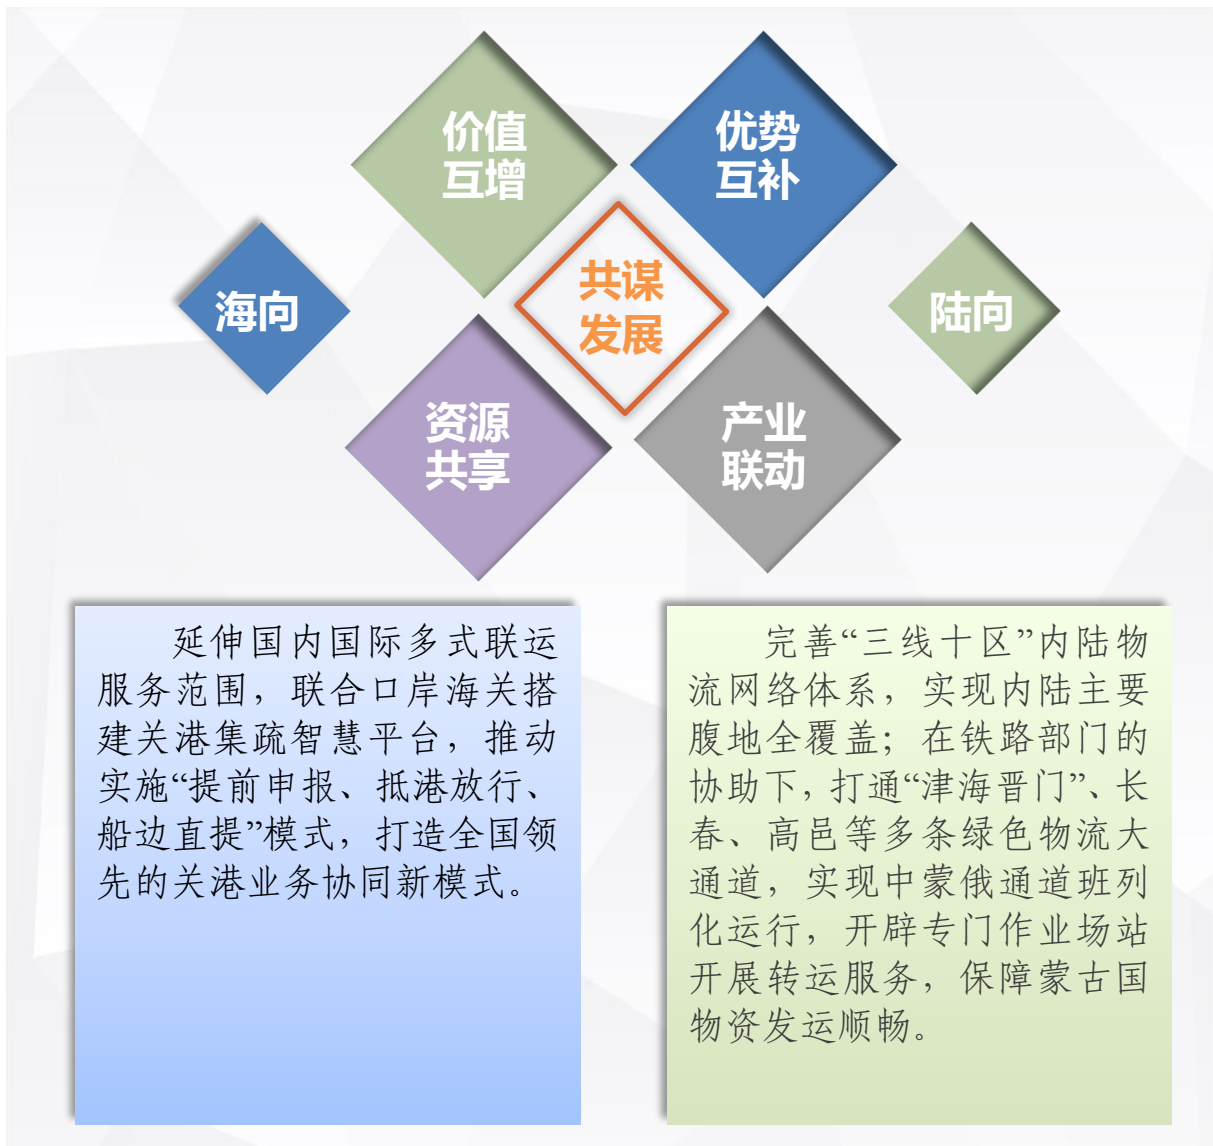 价值
互增
优势
互补
海向
共谋
发展
陆向
资源
共享
产业
联动
延伸国内国际多式联运
服务范围，联合口岸海关搭
建关港集疏智慧平台，推动
实施“提前申报、抵港放行、
船边直提”模式，打造全国领
先的关港业务协同新模式。
完善“三线十区”内陆物
流网络体系，实现内陆主要
腹地全覆盖；在铁路部门的
协助下，打通“津海晋门”、长
春、高邑等多条绿色物流大
通道，实现中蒙俄通道班列
化运行，开辟专门作业场站
开展转运服务，保障蒙古国
物资发运顺畅。